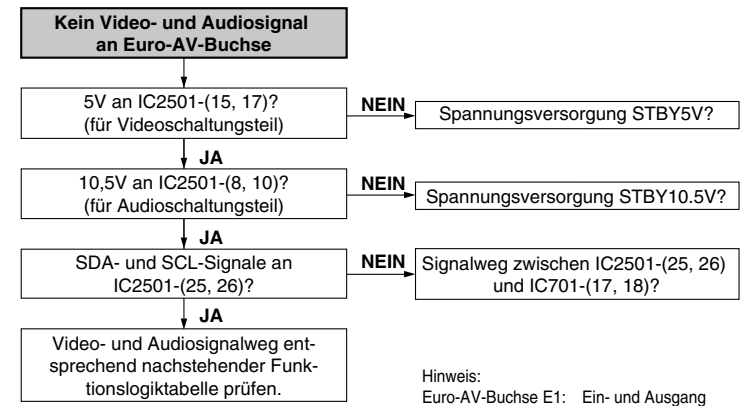 Kein Video- und Audiosignal
an Euro-AV-Buchse
5V an IC2501-(15, 17)?
(für Videoschaltungsteil)
NEIN
Spannungsversorgung STBY5V?
JA
10,5V an IC2501-(8, 10)?
(für Audioschaltungsteil)
NEIN
Spannungsversorgung STBY10.5V?
JA
SDA- und SCL-Signale an
IC2501-(25, 26)?
NEIN
Signalweg zwischen IC2501-(25, 26)
und IC701-(17, 18)?
JA
Video- und Audiosignalweg ent-
sprechend nachstehender Funk-
tionslogiktabelle prüfen.
Hinweis:
Euro-AV-Buchse E1: Ein- und Ausgang